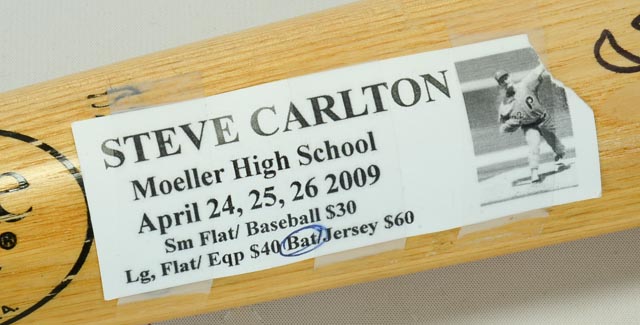 STEVE CARLTON
Moeller High School
April 24, 25, 26 2009
Sm Flat/ Baseball $30
Lg, Flat/ Eqp $40 Bat/Jersey $60
®
A.
P